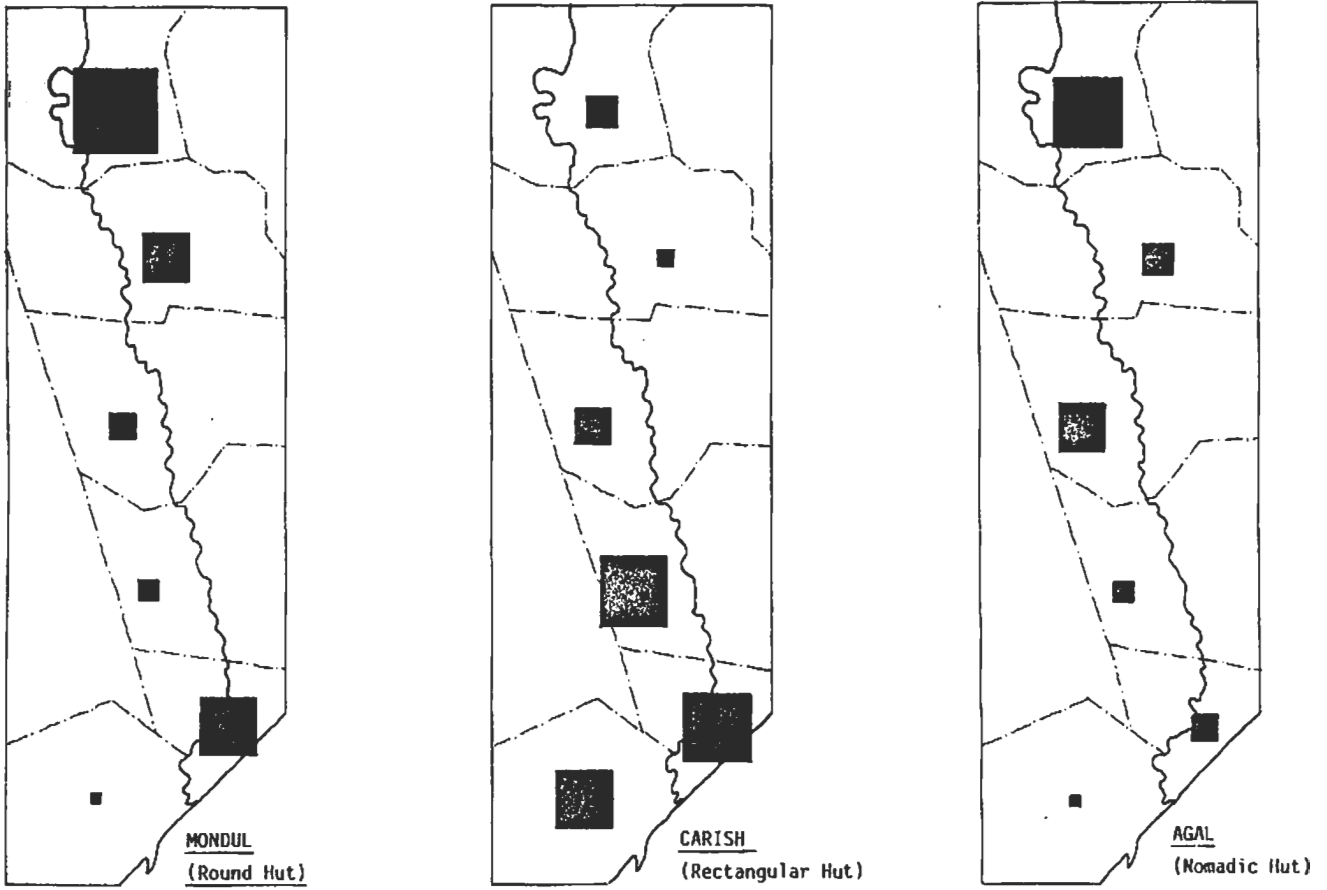 MONDUL
(Round Hut)
CARISH
(Rectangular Hut)
AGAL
(Nomadic Hut)